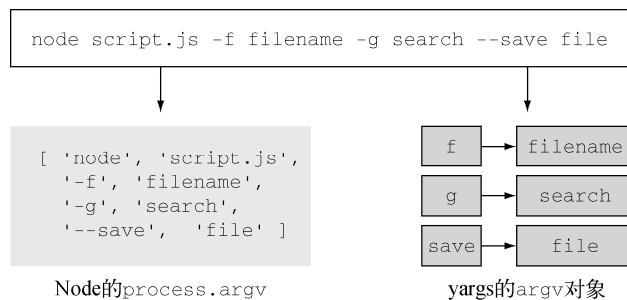 node script.js -f filename -g search --save file
[ 'node', 'script.js',
'-f', 'filename',
'-g', 'search',
'--save', 'file' ]
Node的process.argv
f filename
g search
save file
yargs的argv对象